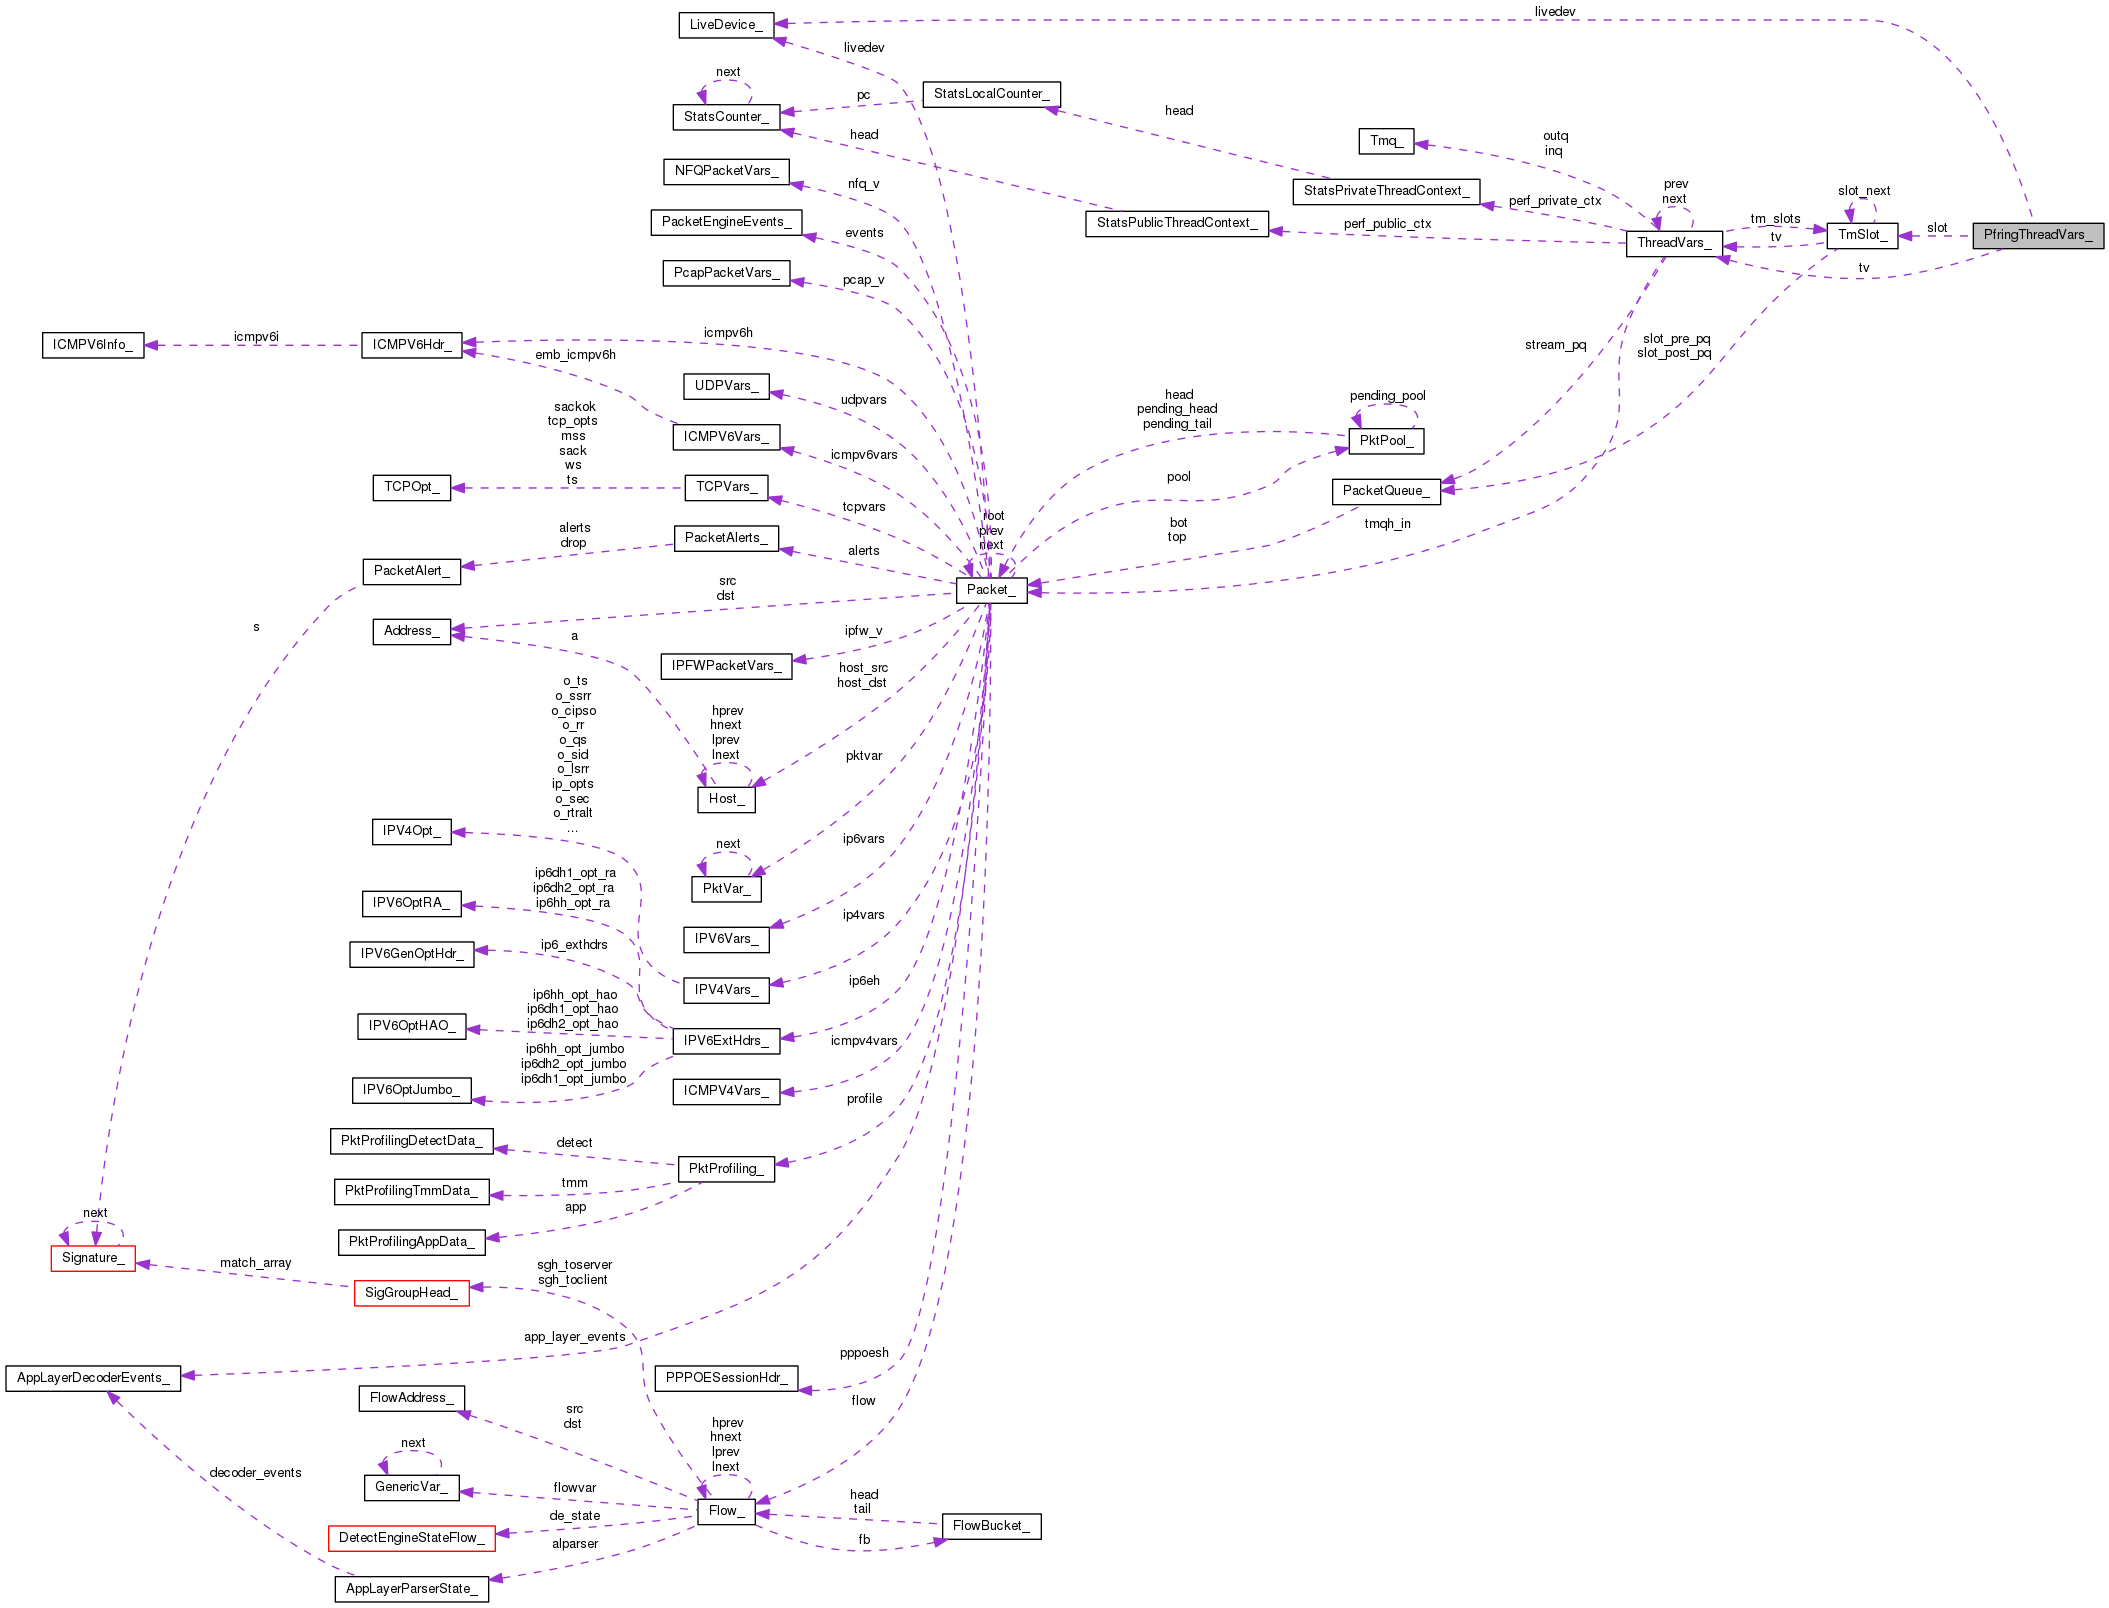 livedev
LiveDevice_
livedev
next
StatsLocalCounter_
pc
StatsCounter_
head
head
outq
inq
Tmq_
nfq_v
NFQPacketVars_
StatsPrivateThreadContext_
perf_private_ctx
prev
next
slot_next
PacketEngineEvents_
events
StatsPublicThreadContext_
perf_public_ctx
ThreadVars_
tm_slots
tv
TmSlot_
slot
PfringThreadVars_
tv
PcapPacketVars_
pcap_v
ICMPV6Info_
icmpv6i
ICMPV6Hdr_
icmpv6h
emb_icmpv6h
stream_pq
slot_pre_pq
slot_post_pq
UDPVars_
udpvars
head
pending_head
pending_tail
pending_pool
PktPool_
sackok
tcp_opts
mss
sack
ws
ts
ICMPV6Vars_
icmpv6vars
TCPOpt_
TCPVars_
tcpvars
pool
PacketQueue_
root
prev
next
bot
top
tmqh_in
alerts
drop
PacketAlerts_
alerts
PacketAlert_
src
dst
Packet_
s
Address_
a
ipfw_v
IPFWPacketVars_
host_src
host_dst
o_ts
o_ssrr
o_cipso
o_rr
o_qs
o_sid
o_lsrr
ip_opts
o_sec
o_rtralt
...
hprev
hnext
lprev
lnext
Host_
pktvar
IPV4Opt_
next
PktVar_
ip6vars
ip6dh1_opt_ra
ip6dh2_opt_ra
ip6hh_opt_ra
IPV6OptRA_
ip4vars
IPV6Vars_
IPV6GenOptHdr_
ip6_exthdrs
IPV4Vars_
ip6eh
ip6hh_opt_hao
ip6dh1_opt_hao
ip6dh2_opt_hao
IPV6OptHAO_
IPV6ExtHdrs_
icmpv4vars
ip6hh_opt_jumbo
ip6dh2_opt_jumbo
ip6dh1_opt_jumbo
IPV6OptJumbo_
ICMPV4Vars_
profile
PktProfilingDetectData_
detect
PktProfiling_
PktProfilingTmmData_
tmm
app
PktProfilingAppData_
next
Signature_
match_array
SigGroupHead_
sgh_toserver
sgh_toclient
app_layer_events
AppLayerDecoderEvents_
PPPOESessionHdr_
pppoesh
FlowAddress_
src
dst
flow
hprev
hnext
lprev
lnext
next
GenericVar_
flowvar
decoder_events
Flow_
head
tail
FlowBucket_
fb
DetectEngineStateFlow_
de_state
alparser
AppLayerParserState_